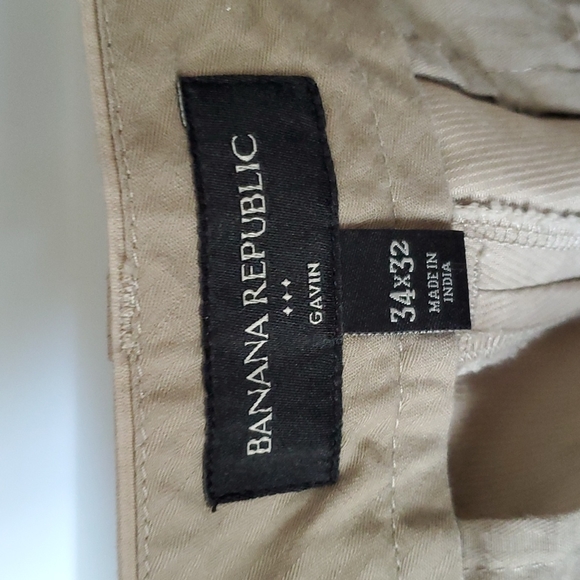 BANANA REPUBLIC
GAVIN
34X32
MADE IN
INDIA